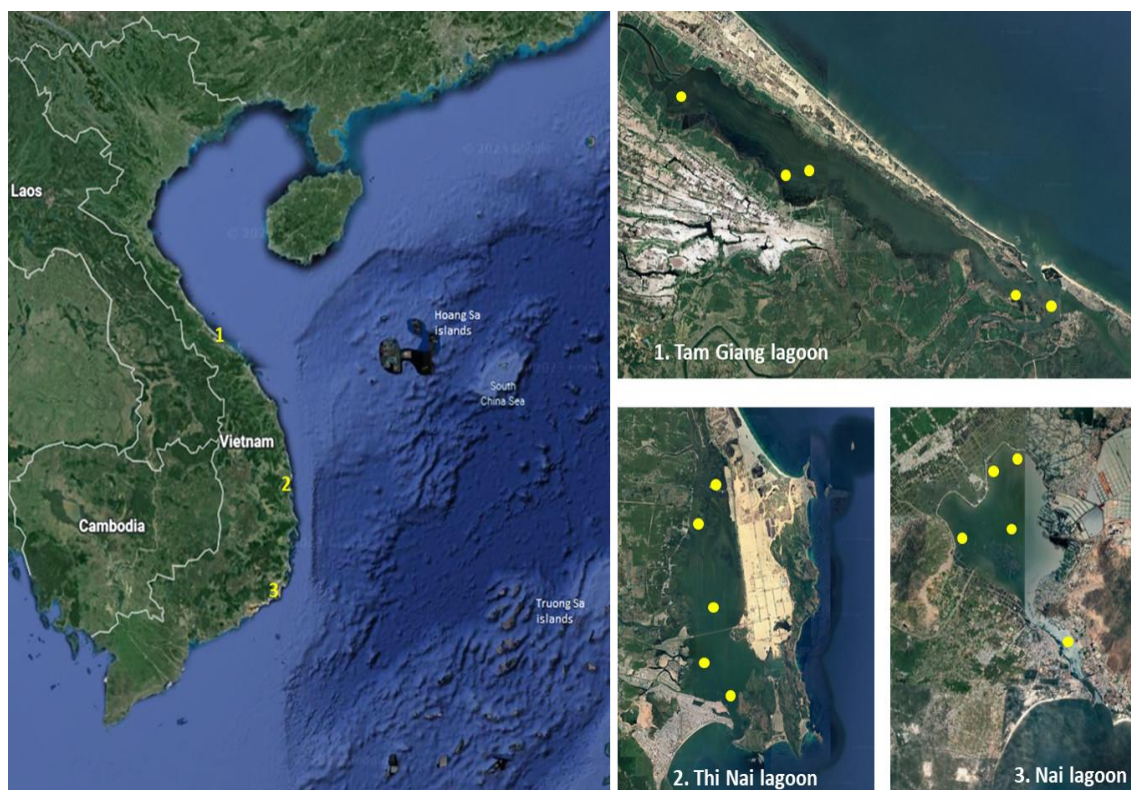 Laos
Hoang Sa
islands
1
South
China Sea
Vietnam
2
Cambodia
3
Truong Sa
islands
1. Tam Giang lagoon
2. Thi Nai lagoon
3. Nai lagoon